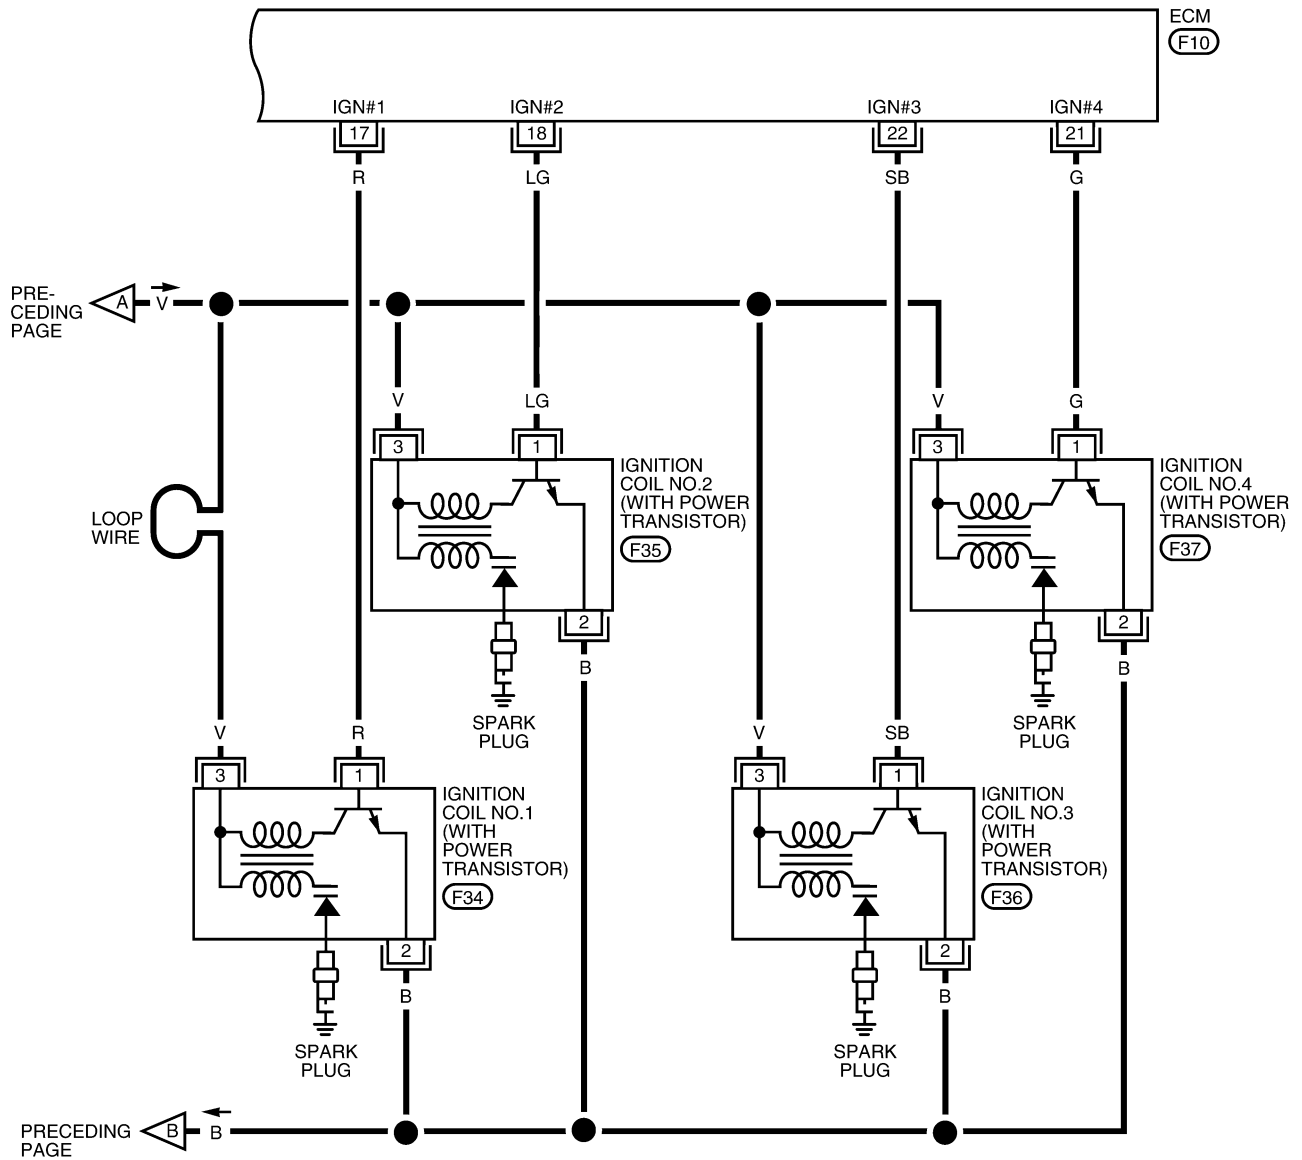 ECM
F10
IGN#1
IGN#2
IGN#3
IGN#4
17
18
22
21
R
LG
SB
G
PRE-
CEDING
PAGE
A
V
V
LG
V
G
3
1
3
1
IGNITION
COIL NO.2
(WITH POWER
TRANSISTOR)
F35
IGNITION
COIL NO.4
(WITH POWER
TRANSISTOR)
F37
LOOP
WIRE
2
2
B
B
SPARK
PLUG
SPARK
PLUG
V
R
V
SB
3
1
3
1
IGNITION
COIL NO.1
(WITH
POWER
TRANSISTOR)
F34
IGNITION
COIL NO.3
(WITH
POWER
TRANSISTOR)
F36
2
2
B
B
SPARK
PLUG
SPARK
PLUG
PRECEDING
PAGE
B
B